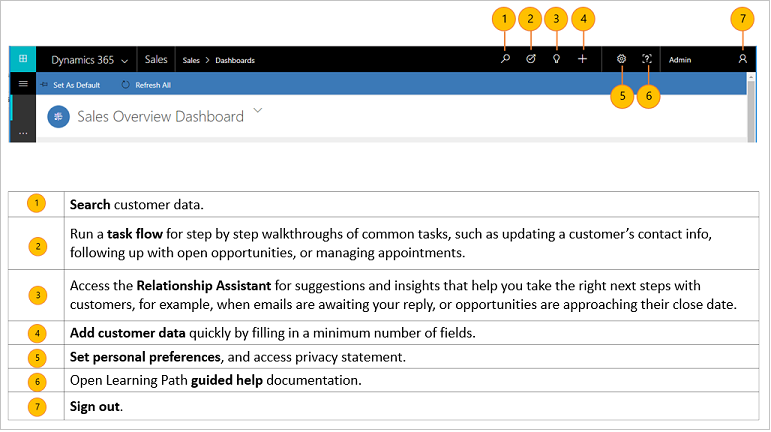 1 2 3 4 7
Dynamics 365 Sales Sales > Dashboards Admin
Set As Default Refresh All
5 6
Sales Overview Dashboard
1 Search customer data.
2 Run a task flow for step by step walkthroughs of common tasks, such as updating a customer’s contact info,
following up with open opportunities, or managing appointments.
3 Access the Relationship Assistant for suggestions and insights that help you take the right next steps with
customers, for example, when emails are awaiting your reply, or opportunities are approaching their close date.
4 Add customer data quickly by filling in a minimum number of fields.
5 Set personal preferences, and access privacy statement.
6 Open Learning Path guided help documentation.
7 Sign out.